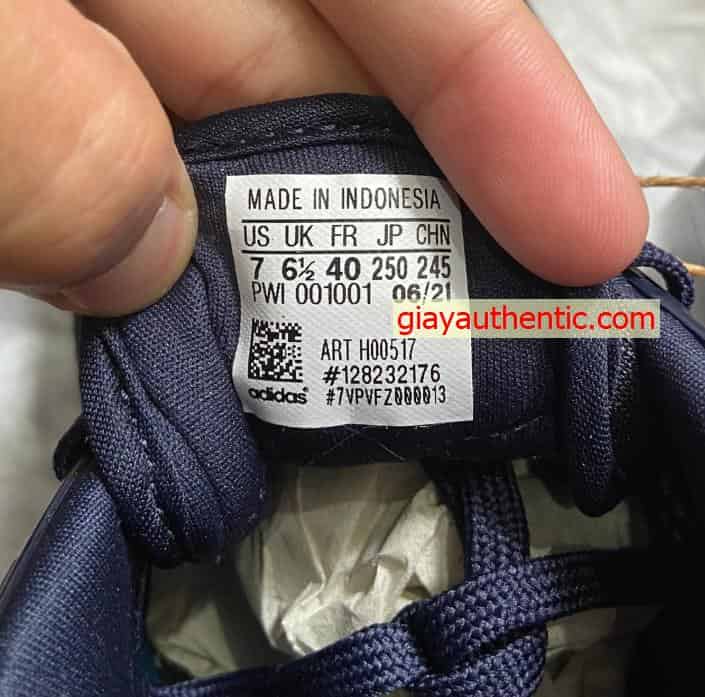 MADE IN INDONESIA
US UK FR JP CHN
7 6½ 40 250 245
PWI 001001 06/21
giayauthentic.com
ART H00517
#128232176
adidas #7VPVFZ000013